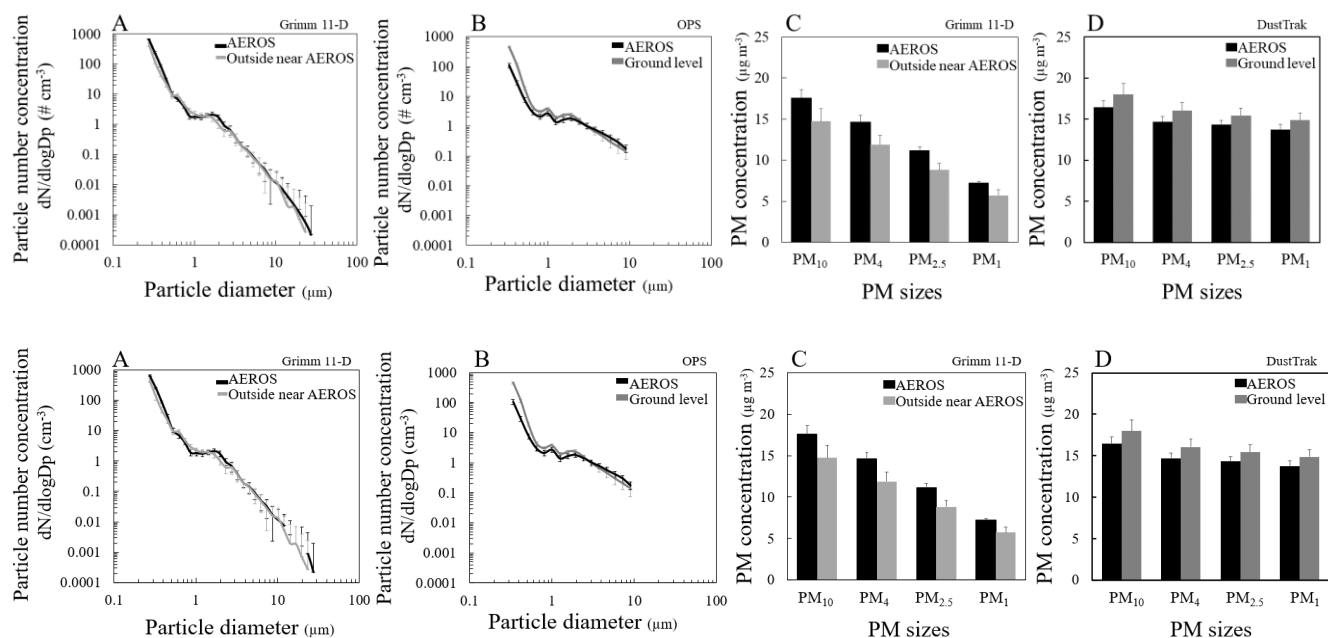 A
Grimm 11-D
AEROS
Outside near AEROS
Particle number concentration
dN/dlogDp (# cm-3)
1000
100
10
1
0.1
0.01
0.001
0.0001
0.1 1 10 100
Particle diameter (μm)
B
OPS
AEROS
Ground level
Particle number concentration
dN/dlogDp (# cm-3)
1000
100
10
1
0.1
0.01
0.001
0.0001
0.1 1 10 100
Particle diameter (μm)
C
Grimm 11-D
AEROS
Outside near AEROS
PM concentration (μg m-3)
25
20
15
10
5
0
PM10 PM4 PM2.5 PM1
PM sizes
D
DustTrak
AEROS
Ground level
PM concentration (μg m-3)
25
20
15
10
5
0
PM10 PM4 PM2.5 PM1
PM sizes
A
Grimm 11-D
AEROS
Outside near AEROS
Particle number concentration
dN/dlogDp (cm-3)
1000
100
10
1
0.1
0.01
0.001
0.0001
0.1 1 10 100
Particle diameter (μm)
B
OPS
AEROS
Ground level
Particle number concentration
dN/dlogDp (cm-3)
1000
100
10
1
0.1
0.01
0.001
0.0001
0.1 1 10 100
Particle diameter (μm)
C
Grimm 11-D
AEROS
Outside near AEROS
PM concentration (μg m-3)
25
20
15
10
5
0
PM10 PM4 PM2.5 PM1
PM sizes
D
DustTrak
AEROS
Ground level
PM concentration (μg m-3)
25
20
15
10
5
0
PM10 PM4 PM2.5 PM1
PM sizes